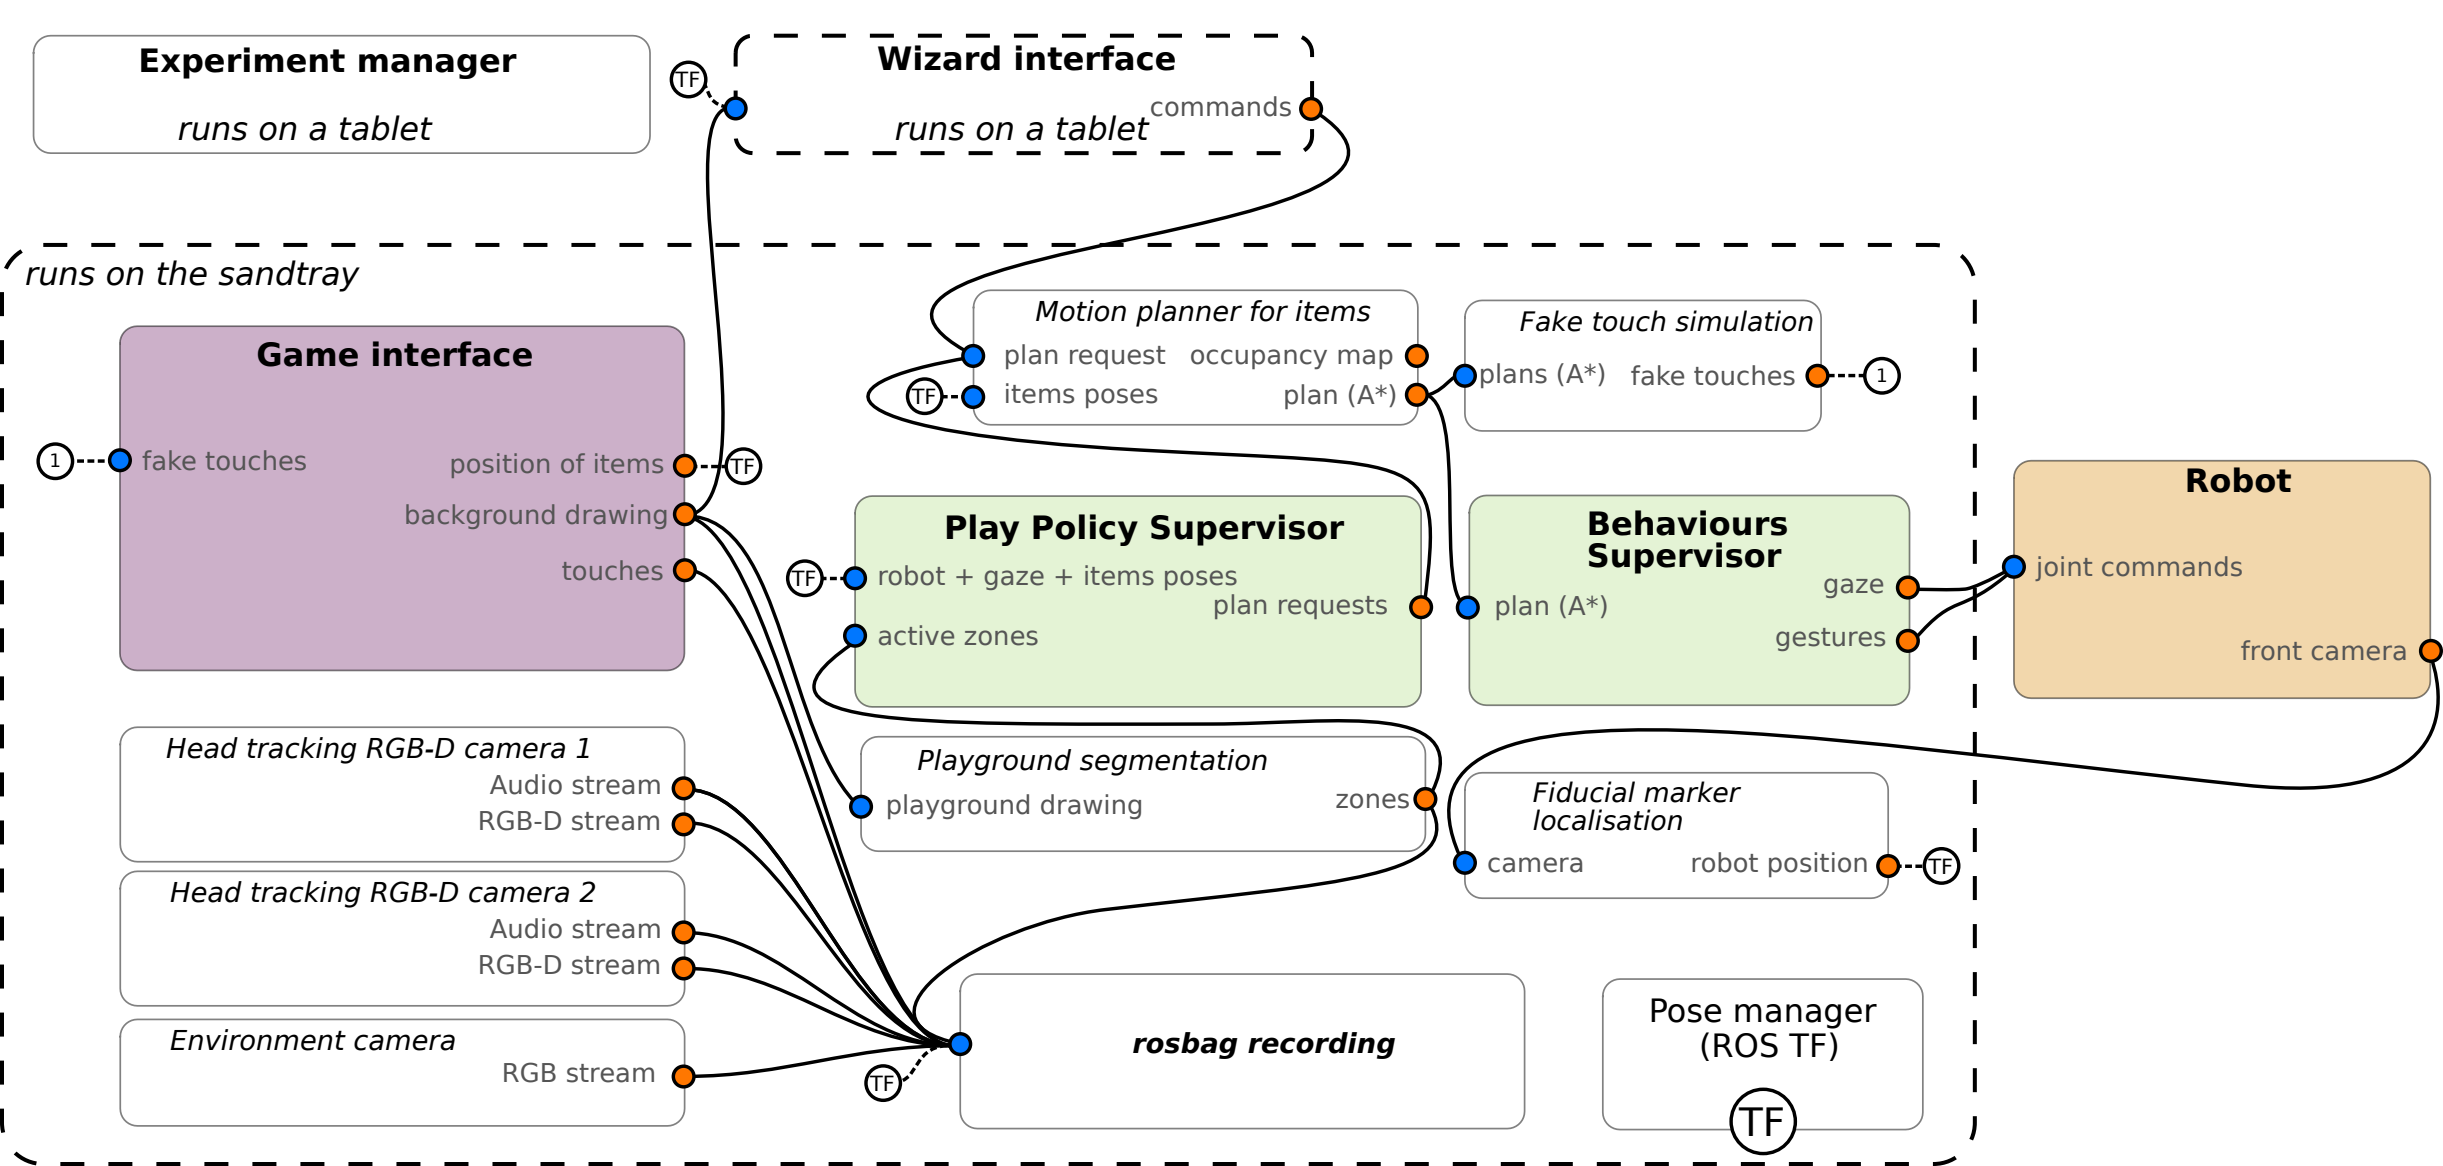 Experiment manager
runs on a tablet
TF
Wizard interface
commands
runs on a tablet
runs on the sandtray
Game interface
1
fake touches
position of items
TF
background drawing
touches
Motion planner for items
plan request
occupancy map
TF
items poses
plan (A*)
Fake touch simulation
plans (A*)
fake touches
1
Play Policy Supervisor
TF
robot + gaze + items poses
plan requests
active zones
Behaviours
Supervisor
gaze
plan (A*)
gestures
Robot
joint commands
front camera
Head tracking RGB-D camera 1
Audio stream
RGB-D stream
Playground segmentation
playground drawing
zones
Fiducial marker
localisation
camera
robot position
TF
Head tracking RGB-D camera 2
Audio stream
RGB-D stream
Environment camera
RGB stream
TF
rosbag recording
Pose manager
(ROS TF)
TF